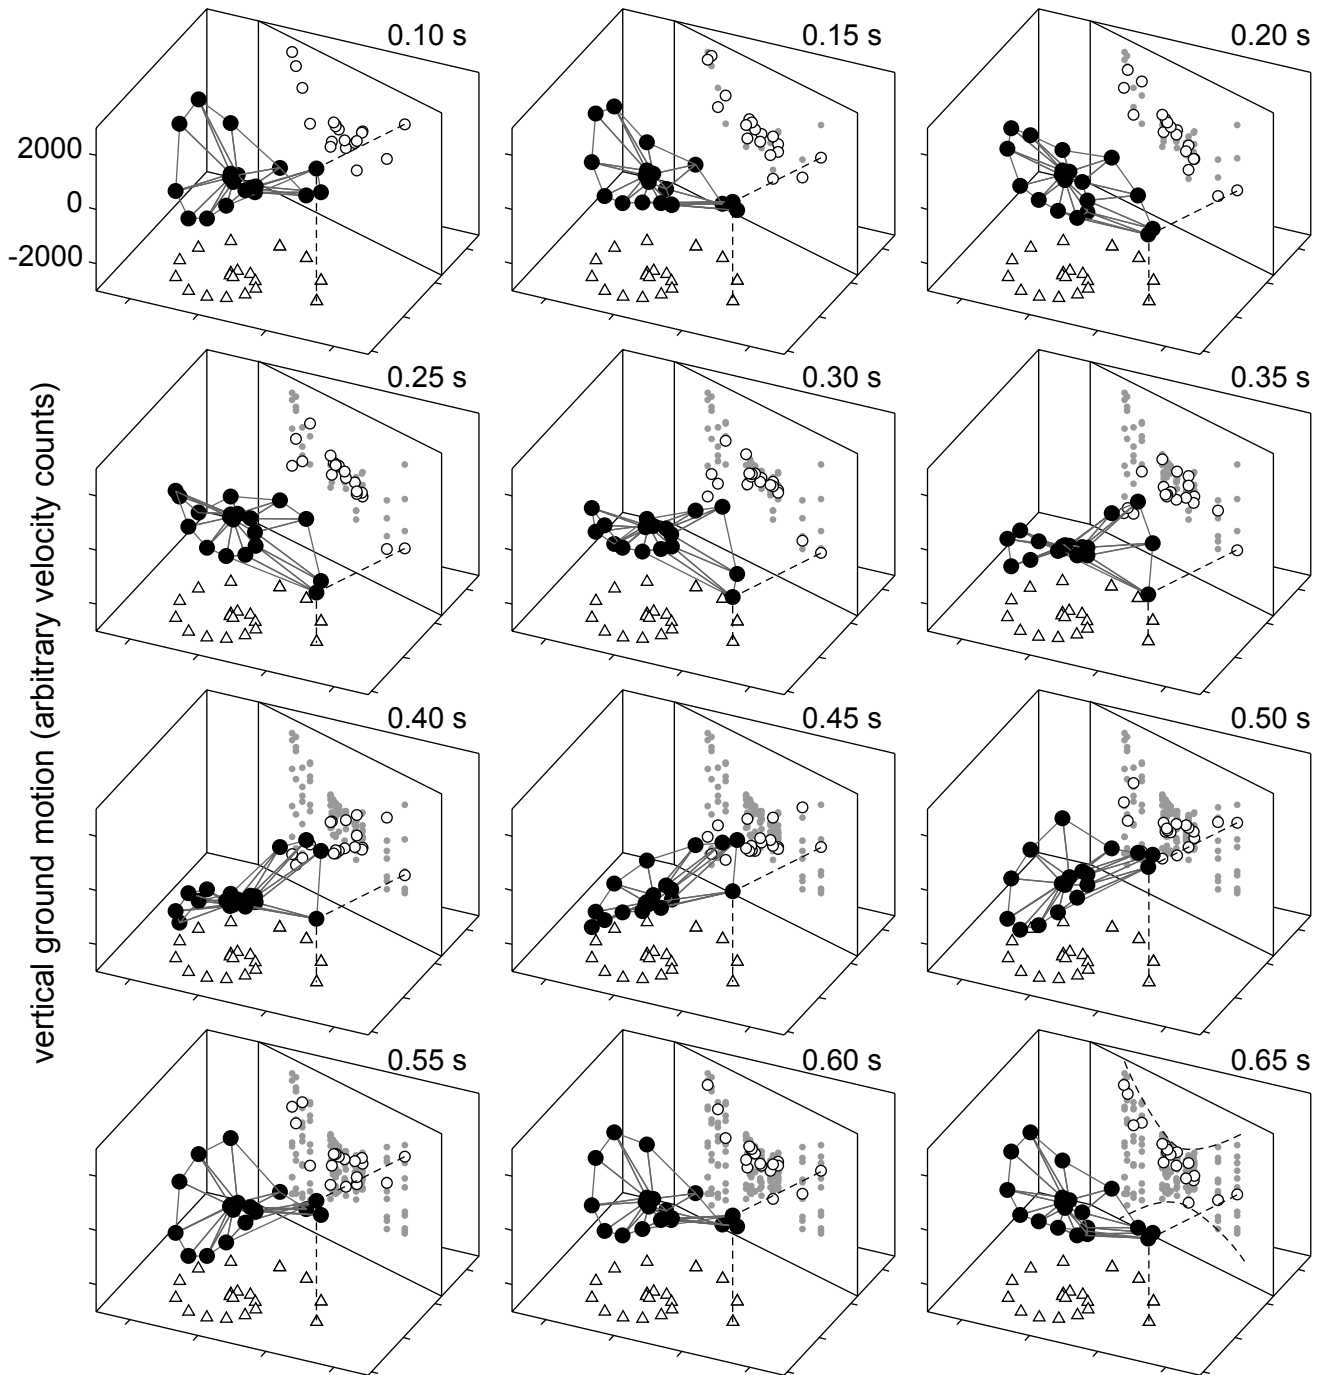 0.10 s
0.15 s
0.20 s
2000
0
-2000
0.25 s
0.30 s
0.35 s
vertical ground motion (arbitrary velocity counts)
0.40 s
0.45 s
0.50 s
0.55 s
0.60 s
0.65 s